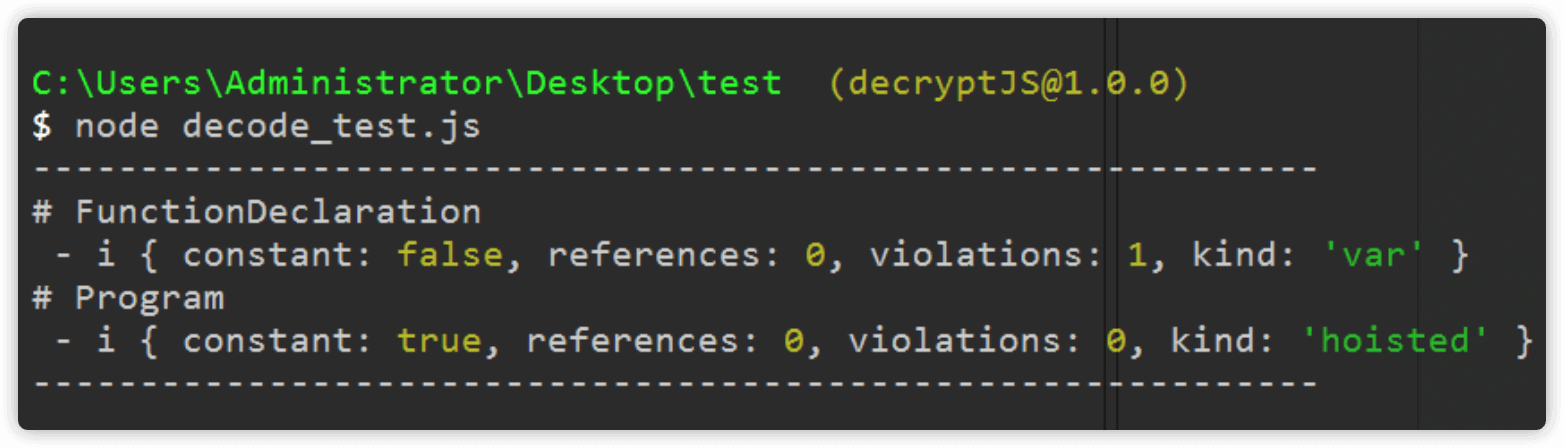 C:\Users\Administrator\Desktop\test  (decryptJS@1.0.0)
$ node decode_test.js
------------------------------------------------------------
# FunctionDeclaration
 - i { constant: false, references: 0, violations: 1, kind: 'var' }
# Program
 - i { constant: true, references: 0, violations: 0, kind: 'hoisted' }
------------------------------------------------------------